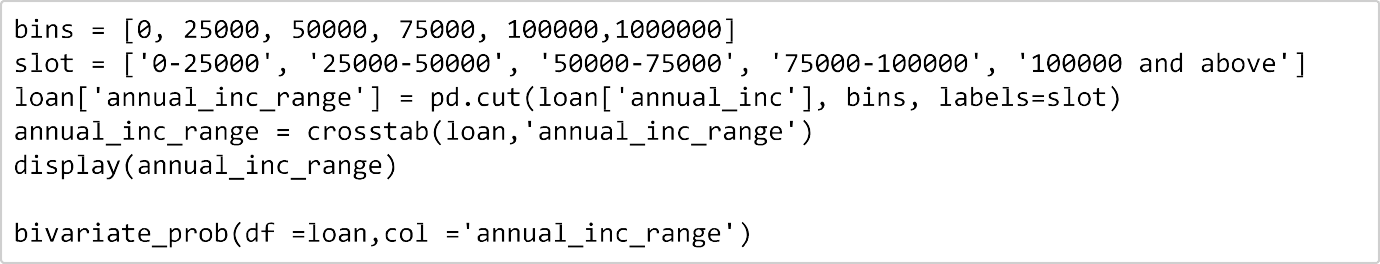 bins = [0, 25000, 50000, 75000, 100000,1000000]
slot = ['0-25000', '25000-50000', '50000-75000', '75000-100000', '100000 and above']
loan['annual_inc_range'] = pd.cut(loan['annual_inc'], bins, labels=slot)
annual_inc_range = crosstab(loan,'annual_inc_range')
display(annual_inc_range)

bivariate_prob(df =loan,col ='annual_inc_range')